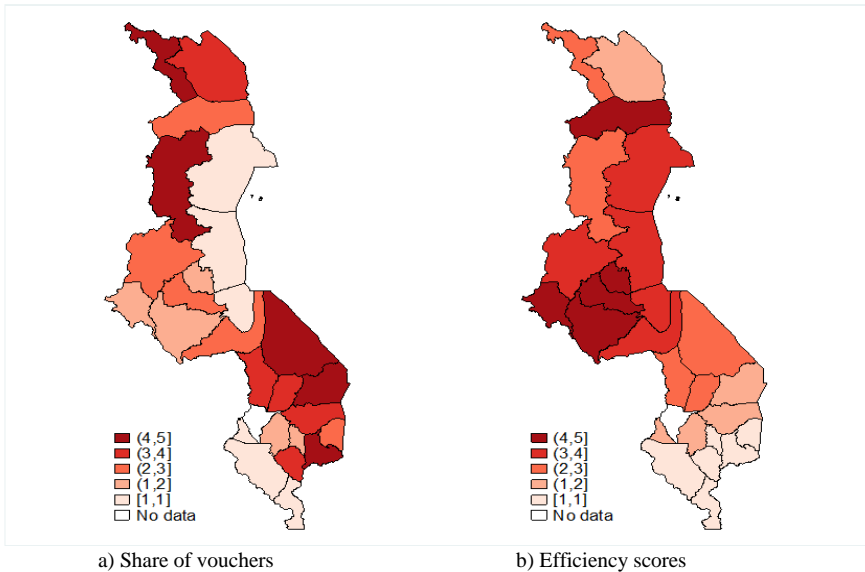 (4,5]
(3,4]
(2,3]
(1,2]
[1,1]
No data
(4,5]
(3,4]
(2,3]
(1,2]
[1,1]
No data
a) Share of vouchers
b) Efficiency scores